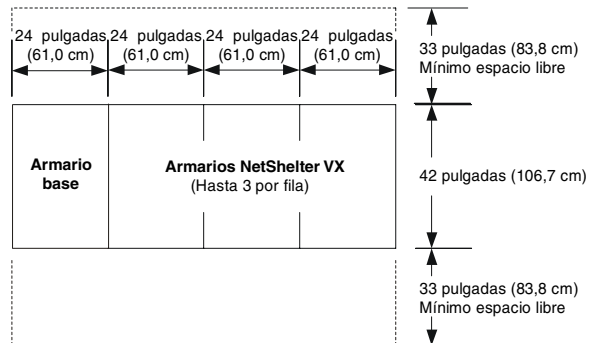 24 pulgadas 24 pulgadas 24 pulgadas 24 pulgadas
(61,0 cm) (61,0 cm) (61,0 cm) (61,0 cm)
33 pulgadas (83,8 cm)
Mínimo espacio libre
Armario
base
Armarios NetShelter VX
(Hasta 3 por fila)
42 pulgadas (106,7 cm)
33 pulgadas (83,8 cm)
Mínimo espacio libre